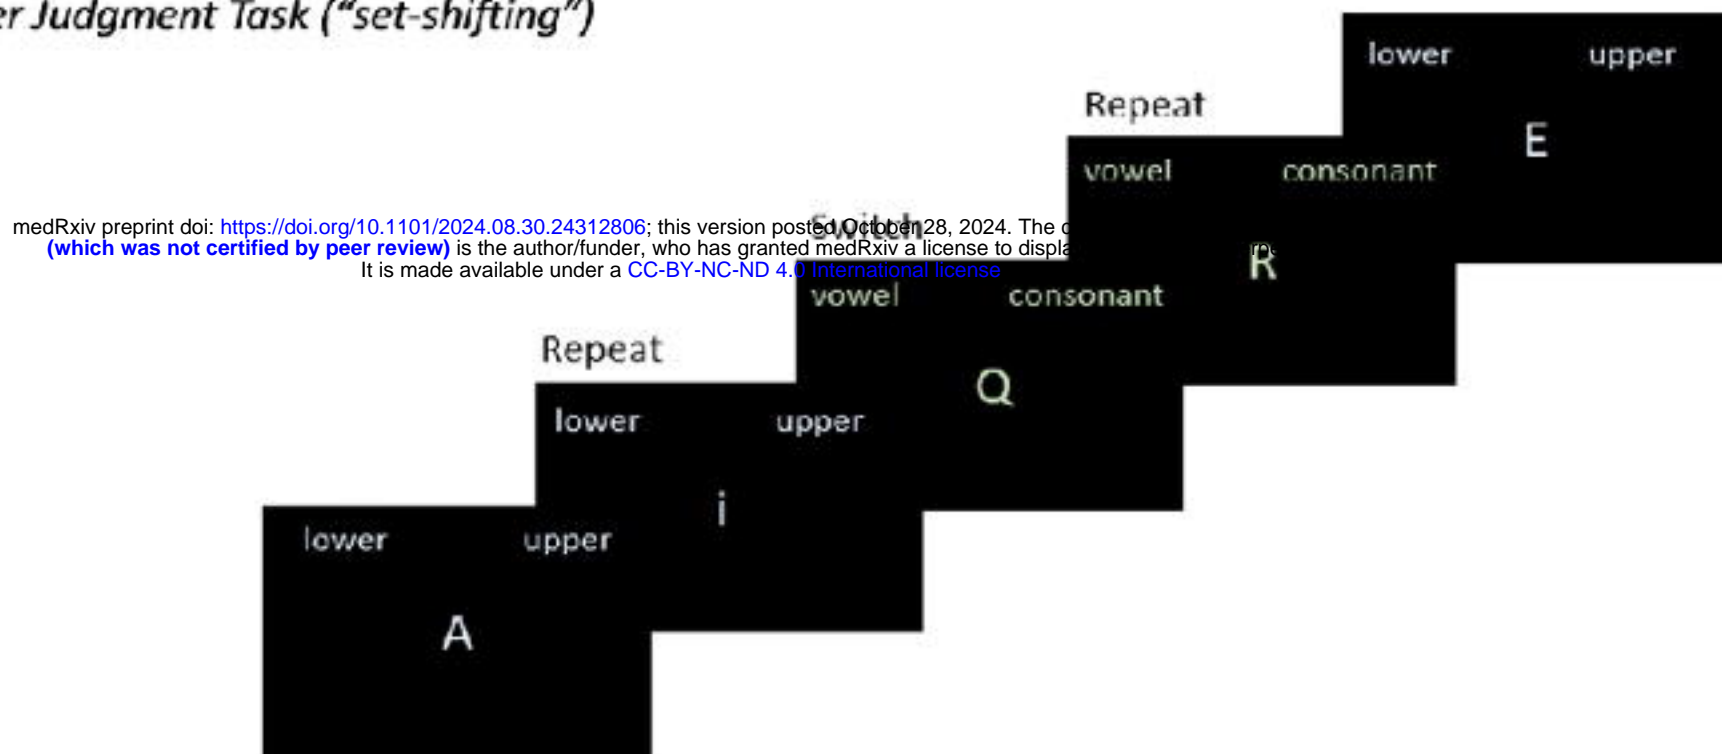 er Judgment Task ("set-shifting")
lower upper
E
Repeat
vowel consonant
R
Switch
medRxiv preprint doi: https://doi.org/10.1101/2024.08.30.24312806; this version posted October 28, 2024. The
(which was not certified by peer review) is the author/funder, who has granted medRxiv a license to displa
It is made available under a CC-BY-NC-ND 4.0 International license
vowel consonant
Q
Repeat
lower upper
i
lower upper
A